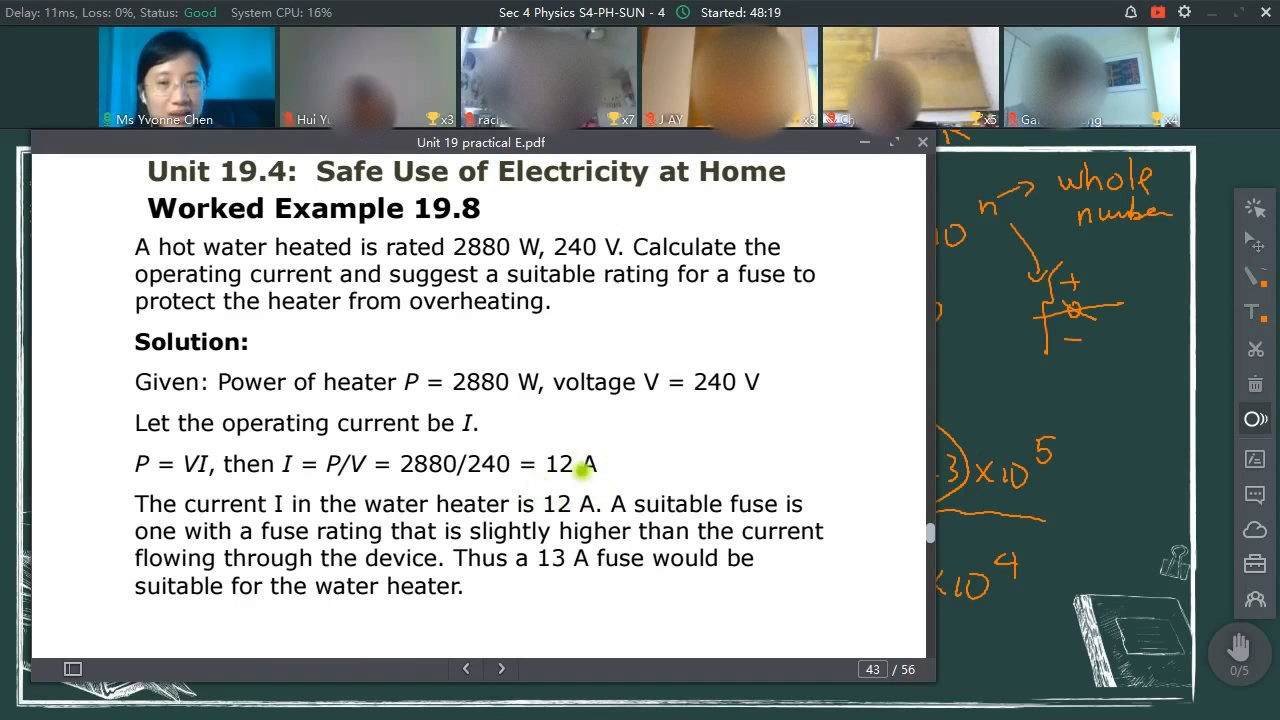 Delay: 11ms, Loss: 0%, Status: Good System CPU: 16% Sec 4 Physics S4-PH-SUN - 4 Started: 48:19
Ms Yvonne Chen Hui x3 x7 J AY x8 x5 x4
Unit 19 practical E.pdf
Unit 19.4: Safe Use of Electricity at Home
Worked Example 19.8
A hot water heated is rated 2880 W, 240 V. Calculate the
operating current and suggest a suitable rating for a fuse to
protect the heater from overheating.
Solution:
Given: Power of heater P = 2880 W, voltage V = 240 V
Let the operating current be I.
P = VI, then I = P/V = 2880/240 = 12 A
The current I in the water heater is 12 A. A suitable fuse is
one with a fuse rating that is slightly higher than the current
flowing through the device. Thus a 13 A fuse would be
suitable for the water heater.
43 / 56
n → whole
number
10
+
−
3) × 10^5
×10^4
0/5